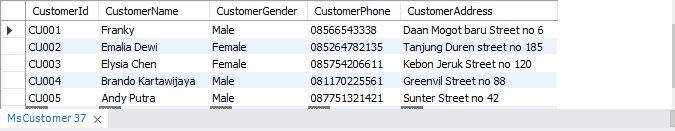 CustomerId CustomerName CustomerGender CustomerPhone CustomerAddress
CU001 Franky Male 08566543338 Daan Mogot baru Street no 6
CU002 Emalia Dewi Female 085264782135 Tanjung Duren street no 185
CU003 Elysia Chen Female 085754206611 Kebon Jeruk Street no 120
CU004 Brando Kartawijaya Male 081170225561 Greenvil Street no 88
CU005 Andy Putra Male 087751321421 Sunter Street no 42
MsCustomer 37